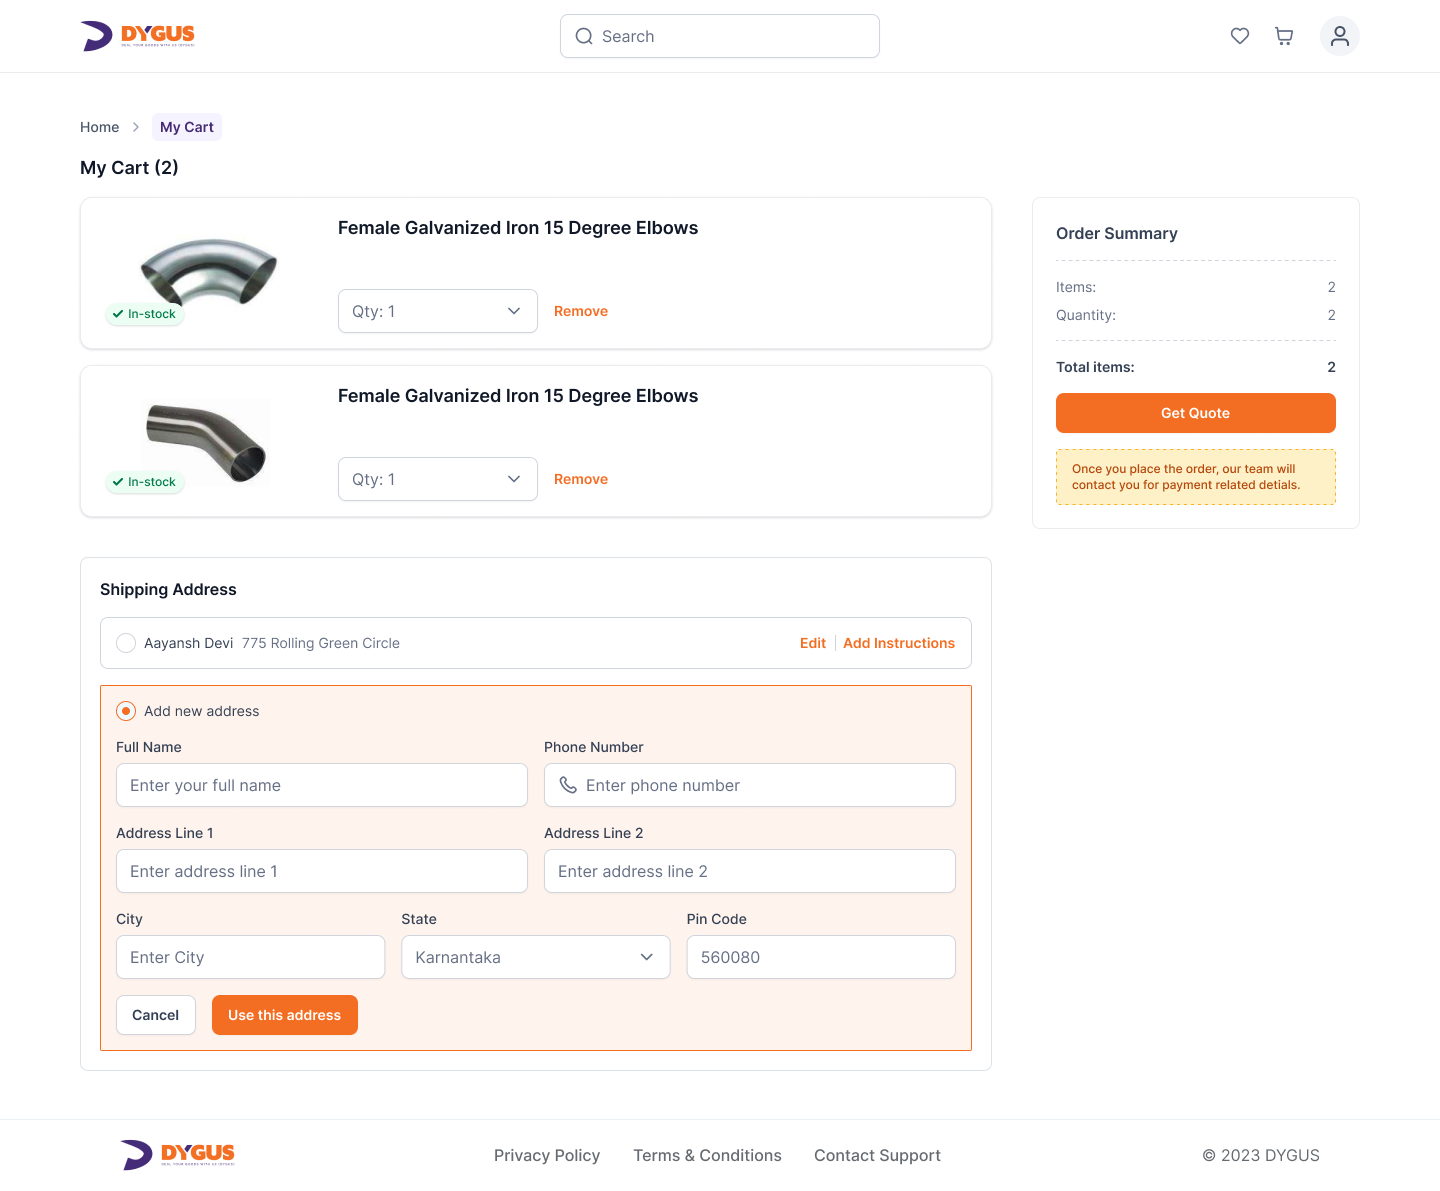 DYGUS
Search
Home
My Cart
My Cart (2)
Female Galvanized Iron 15 Degree Elbows
In-stock
Qty: 1
Remove
Female Galvanized Iron 15 Degree Elbows
In-stock
Qty: 1
Remove
Order Summary
Items: 2
Quantity: 2
Total items: 2
Get Quote
Once you place the order, our team will
contact you for payment related detials.
Shipping Address
Aayansh Devi 775 Rolling Green Circle Edit Add Instructions
Add new address
Full Name Phone Number
Enter your full name Enter phone number
Address Line 1 Address Line 2
Enter address line 1 Enter address line 2
City State Pin Code
Enter City Karnantaka 560080
Cancel Use this address
DYGUS
Privacy Policy Terms & Conditions Contact Support © 2023 DYGUS